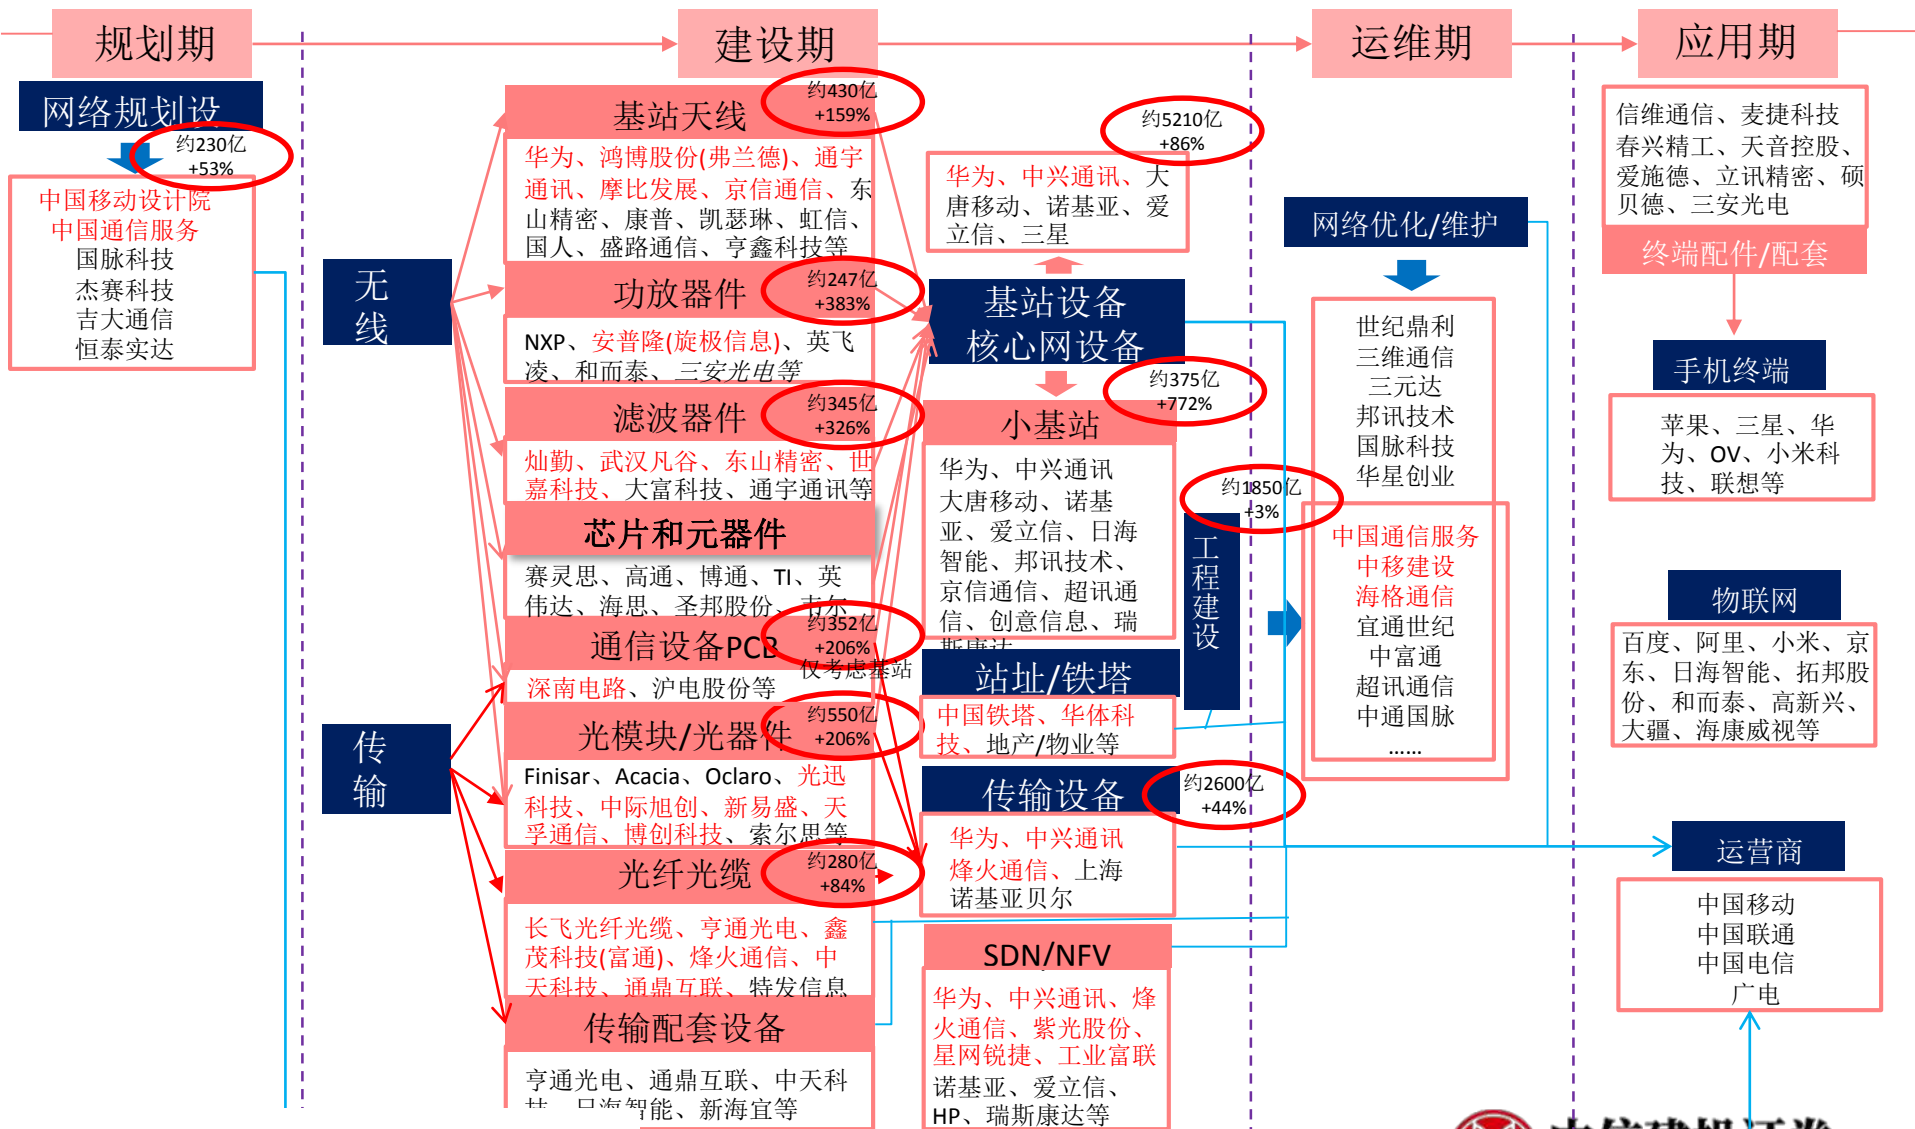 规划期
建设期
运维期
应用期
网络规划设
约230亿
+53%
中国移动设计院
中国通信服务
国脉科技
杰赛科技
吉大通信
恒泰实达
无
线
传
输
基站天线
约430亿
+159%
华为、鸿博股份(弗兰德)、通宇
通讯、摩比发展、京信通信、东
山精密、康普、凯瑟琳、虹信、
国人、盛路通信、亨鑫科技等
功放器件
约247亿
+383%
NXP、安普隆(旋极信息)、英飞
凌、和而泰、三安光电等
滤波器件
约345亿
+326%
灿勤、武汉凡谷、东山精密、世
嘉科技、大富科技、通宇通讯等
芯片和元器件
赛灵思、高通、博通、TI、英
伟达、海思、圣邦股份、韦尔
通信设备PCB
约352亿
+206%
仅考虑基站
深南电路、沪电股份等
光模块/光器件
约550亿
+206%
Finisar、Acacia、Oclaro、光迅
科技、中际旭创、新易盛、天
孚通信、博创科技、索尔思等
光纤光缆
约280亿
+84%
长飞光纤光缆、亨通光电、鑫
茂科技(富通)、烽火通信、中
天科技、通鼎互联、特发信息
传输配套设备
亨通光电、通鼎互联、中天科
技、日海智能、新海宜等
约5210亿
+86%
华为、中兴通讯、大
唐移动、诺基亚、爱
立信、三星
基站设备
核心网设备
约375亿
+772%
小基站
华为、中兴通讯
大唐移动、诺基
亚、爱立信、日海
智能、邦讯技术、
京信通信、超讯通
信、创意信息、瑞
斯康达
站址/铁塔
中国铁塔、华体科
技、地产/物业等
传输设备
约2600亿
+44%
华为、中兴通讯
烽火通信、上海
诺基亚贝尔
SDN/NFV
华为、中兴通讯、烽
火通信、紫光股份、
星网锐捷、工业富联
诺基亚、爱立信、
HP、瑞斯康达等
约1850亿
+3%
工
程
建
设
网络优化/维护
世纪鼎利
三维通信
三元达
邦讯技术
国脉科技
华星创业
中国通信服务
中移建设
海格通信
宜通世纪
中富通
超讯通信
中通国脉
……
信维通信、麦捷科技
春兴精工、天音控股、
爱施德、立讯精密、硕
贝德、三安光电
终端配件/配套
手机终端
苹果、三星、华
为、OV、小米科
技、联想等
物联网
百度、阿里、小米、京
东、日海智能、拓邦股
份、和而泰、高新兴、
大疆、海康威视等
运营商
中国移动
中国联通
中国电信
广电
中信建投证券